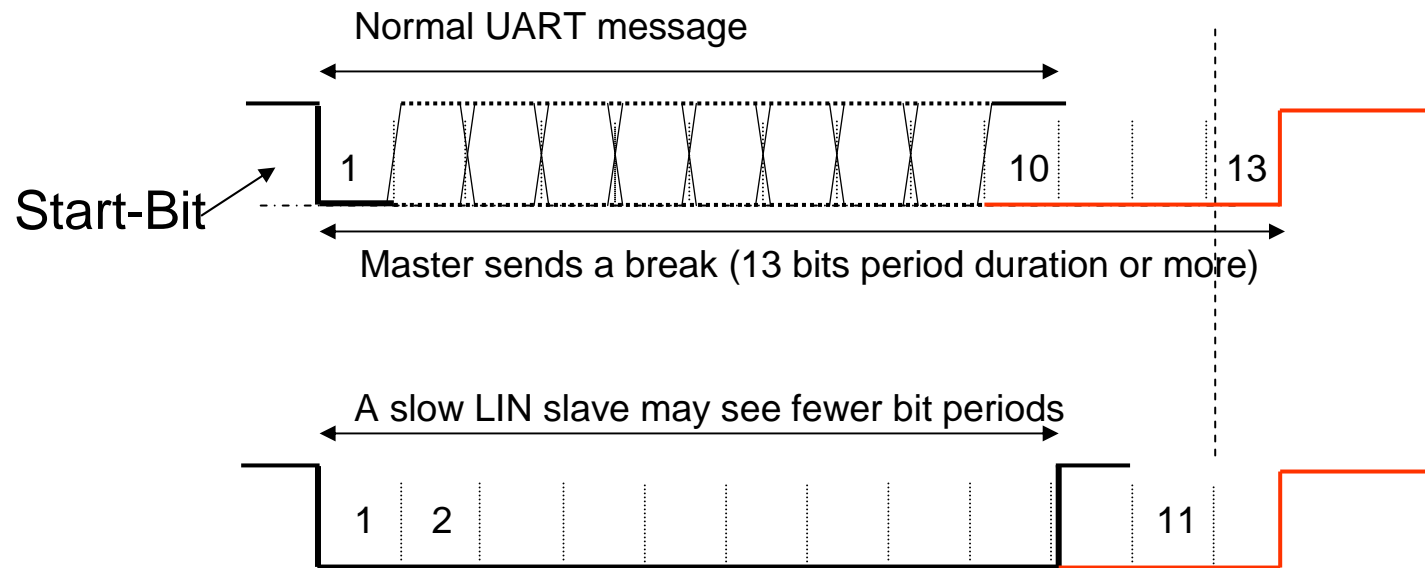 Normal UART message
1
10
13
Start-Bit
Master sends a break (13 bits period duration or more)
A slow LIN slave may see fewer bit periods
1
2
11